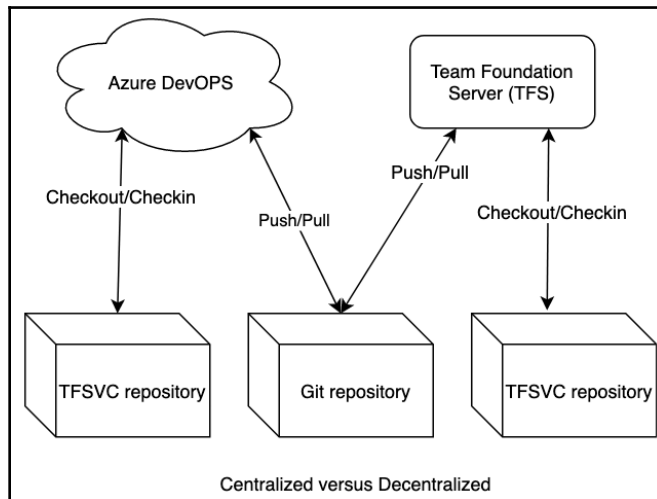 Azure DevOPS
Team Foundation
Server (TFS)
Checkout/Checkin
Push/Pull
Push/Pull
Checkout/Checkin
TFSVC repository
Git repository
TFSVC repository
Centralized versus Decentralized